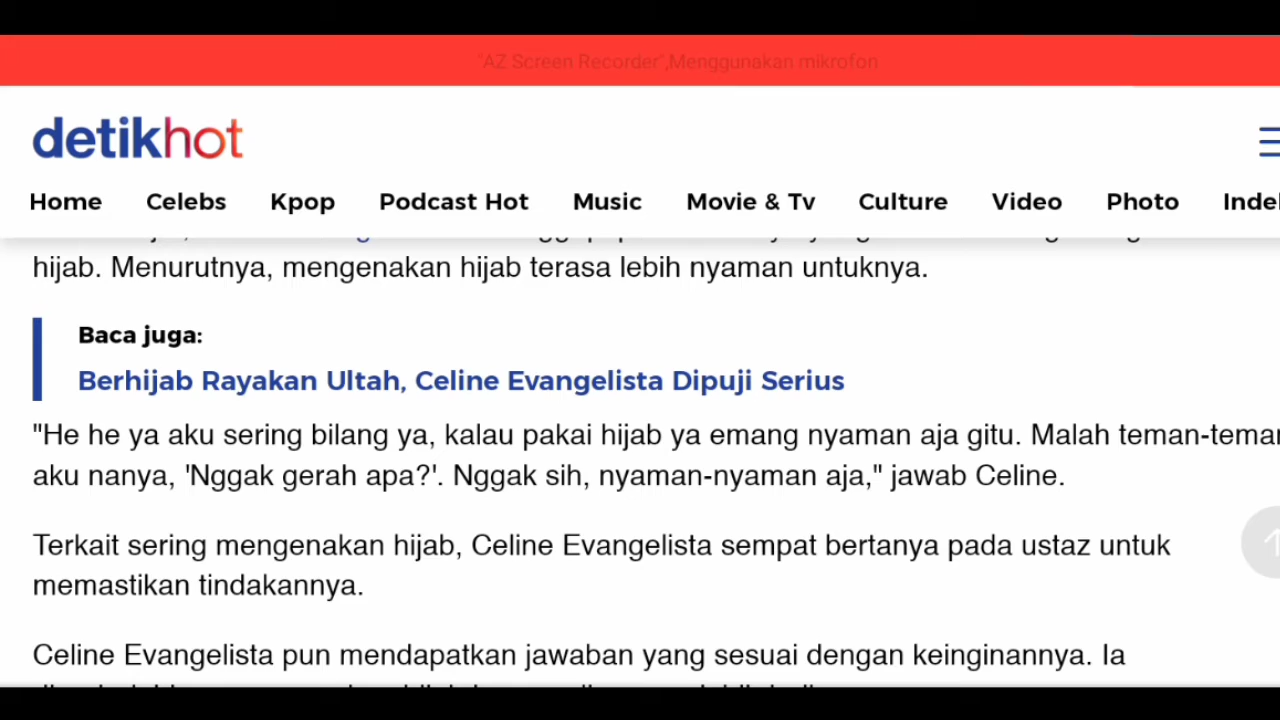 "AZ Screen Recorder",Menggunakan mikrofon
detikhot
Home Celebs Kpop Podcast Hot Music Movie & Tv Culture Video Photo
hijab. Menurutnya, mengenakan hijab terasa lebih nyaman untuknya.
Baca juga:
Berhijab Rayakan Ultah, Celine Evangelista Dipuji Serius
"He he ya aku sering bilang ya, kalau pakai hijab ya emang nyaman aja gitu. Malah
aku nanya, 'Nggak gerah apa?'. Nggak sih, nyaman-nyaman aja," jawab Celine.
Terkait sering mengenakan hijab, Celine Evangelista sempat bertanya pada ustaz untuk
memastikan tindakannya.
Celine Evangelista pun mendapatkan jawaban yang sesuai dengan keinginannya. Ia